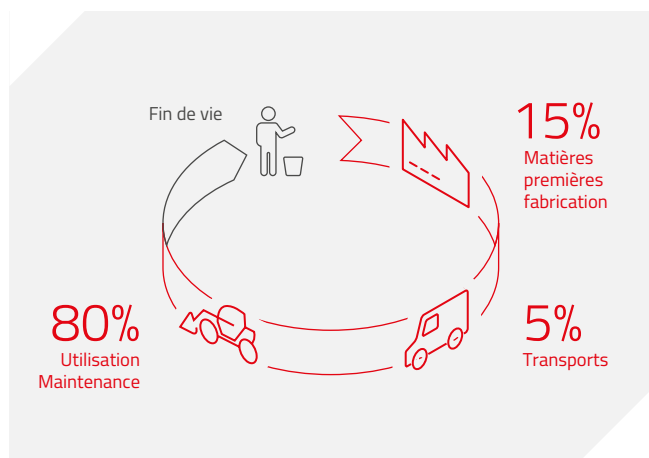 Fin de vie
15%
Matières
premières
fabrication
80%
Utilisation
Maintenance
5%
Transports